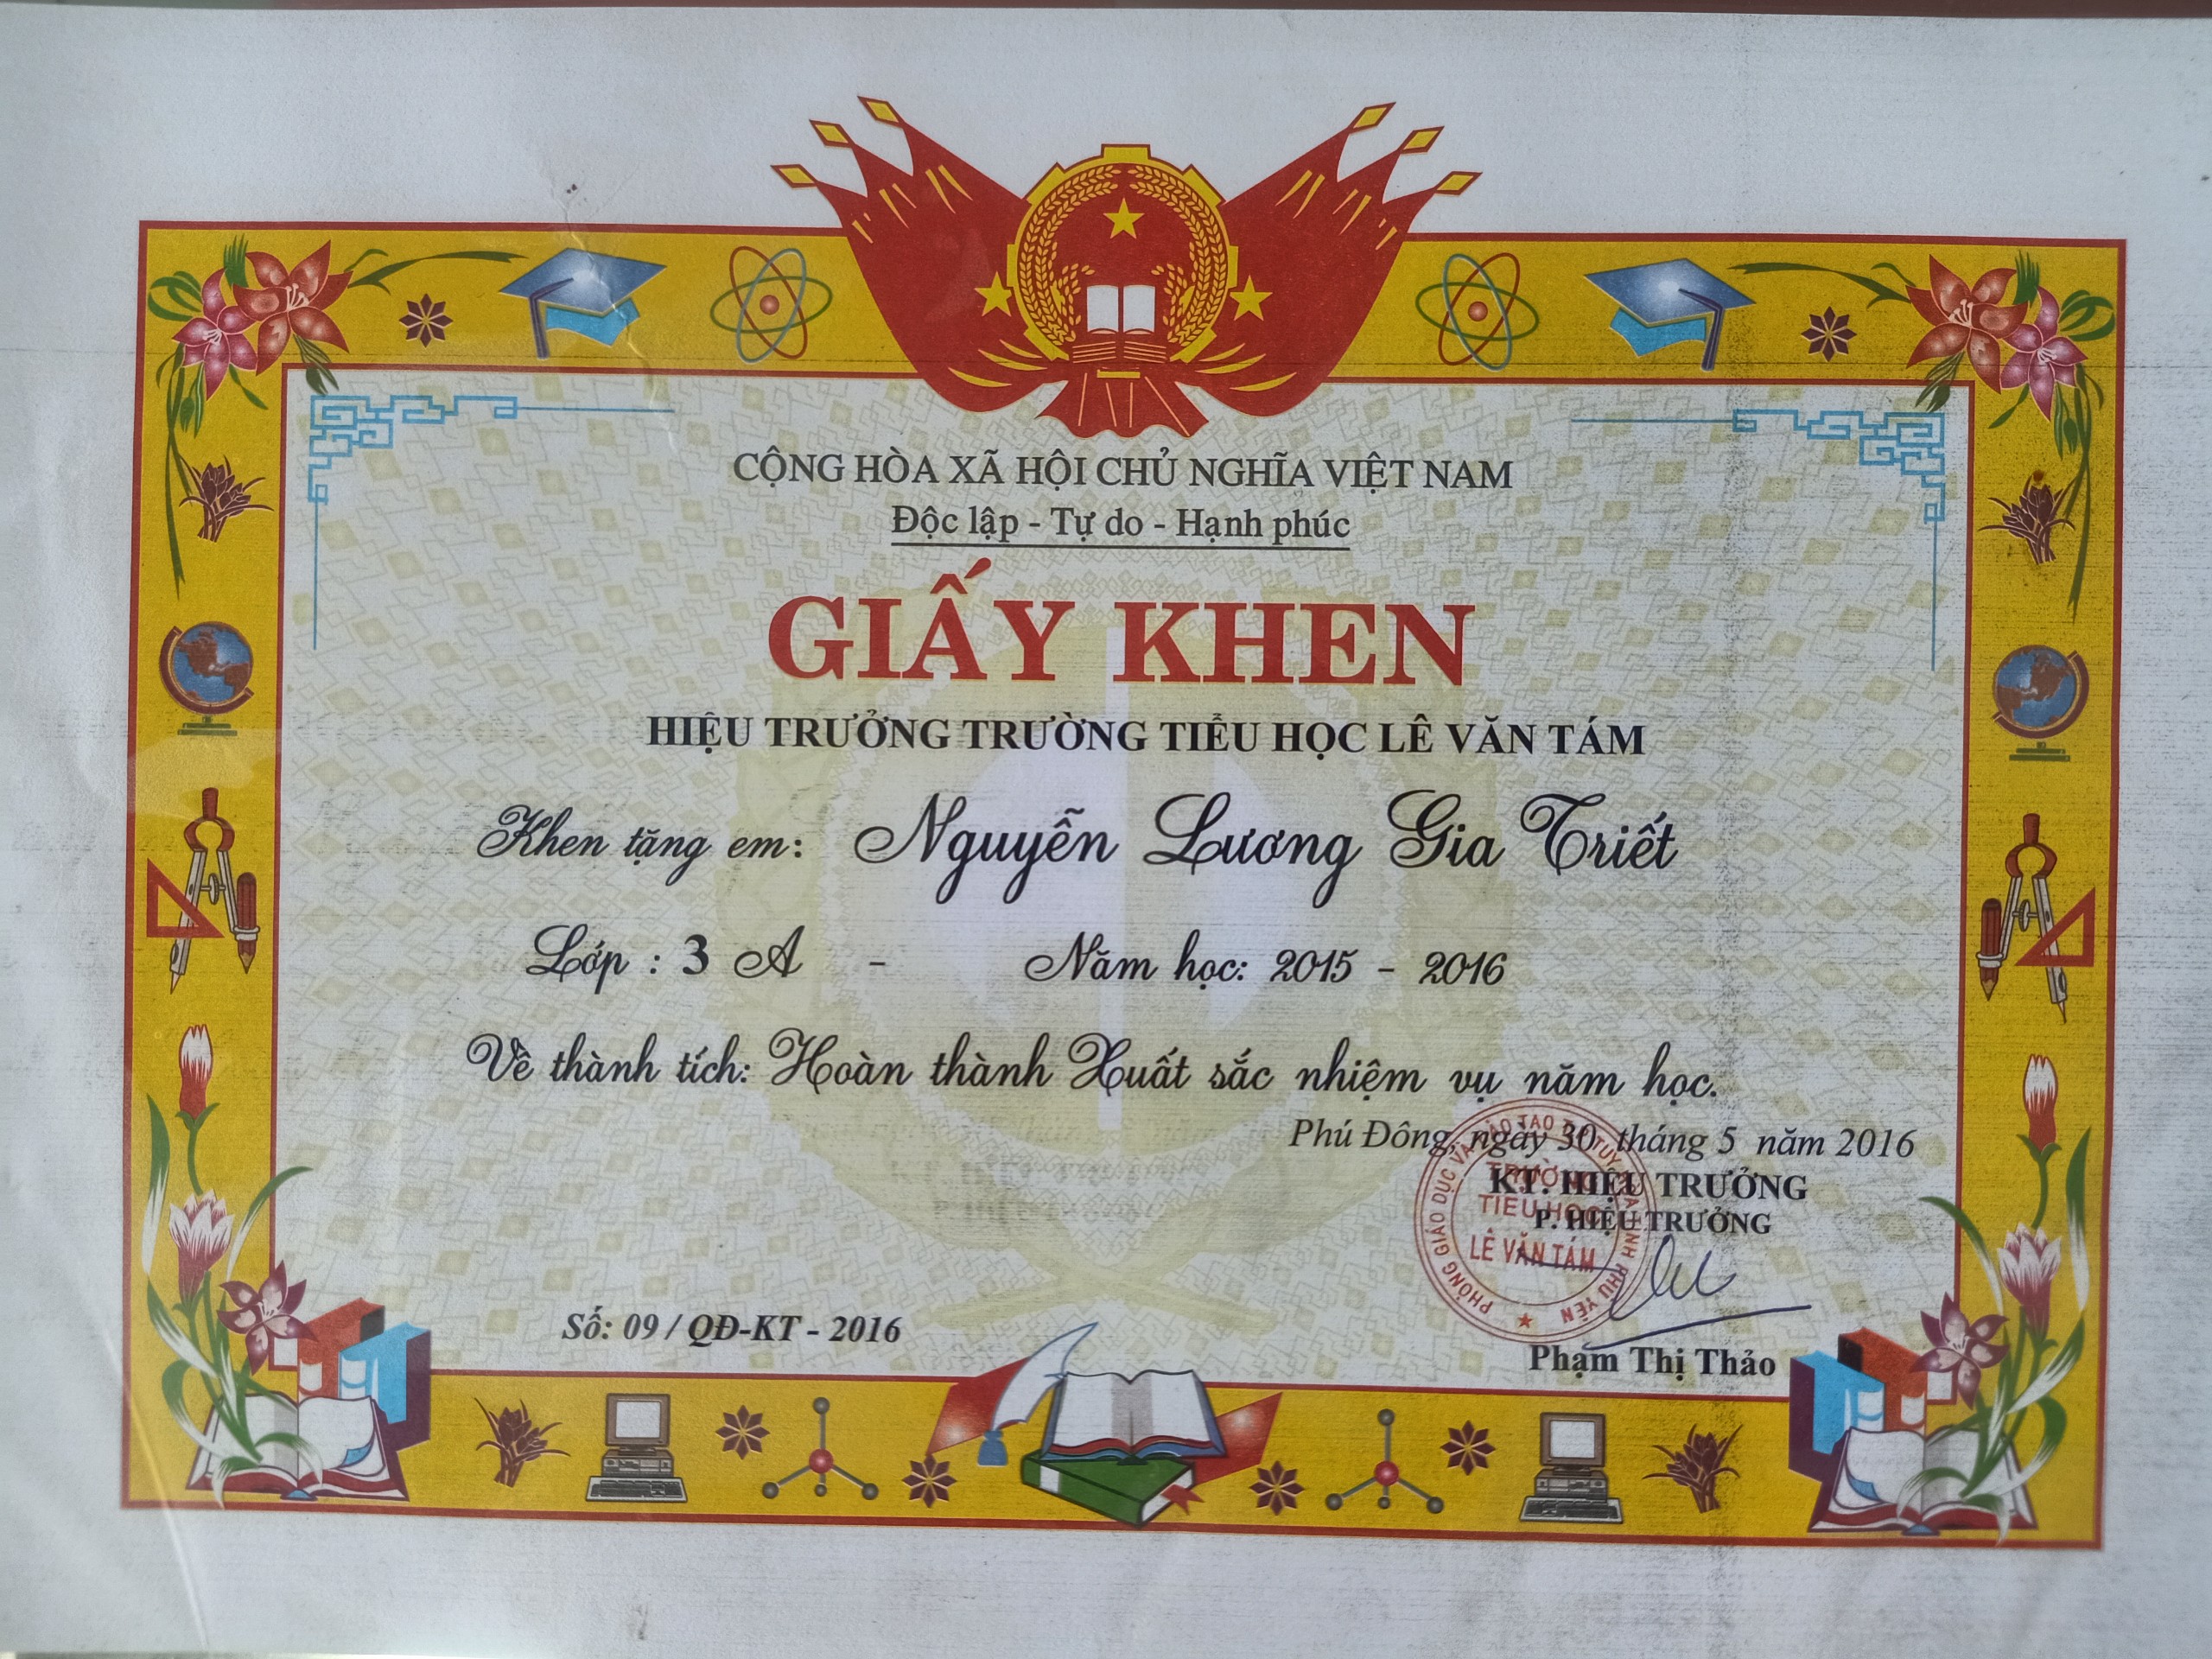 CỘNG HÒA XÃ HỘI CHỦ NGHĨA VIỆT NAM
Độc lập - Tự do - Hạnh phúc
GIẤY KHEN
HIỆU TRƯỞNG TRƯỜNG TIỂU HỌC LÊ VĂN TÁM
Khen tặng em: Nguyễn Lương Gia Triết
Lớp : 3 A - Năm học: 2015 - 2016
Về thành tích: Hoàn thành Xuất sắc nhiệm vụ năm học.
Phú Đông, ngày 30 tháng 5 năm 2016
KT. HIỆU TRƯỞNG
P. HIỆU TRƯỞNG
PHÒNG GIÁO DỤC VÀ ĐÀO TẠO
TRƯỜNG
TIỂU HỌC
LÊ VĂN TÁM
Số: 09 / QĐ-KT - 2016
Phạm Thị Thảo